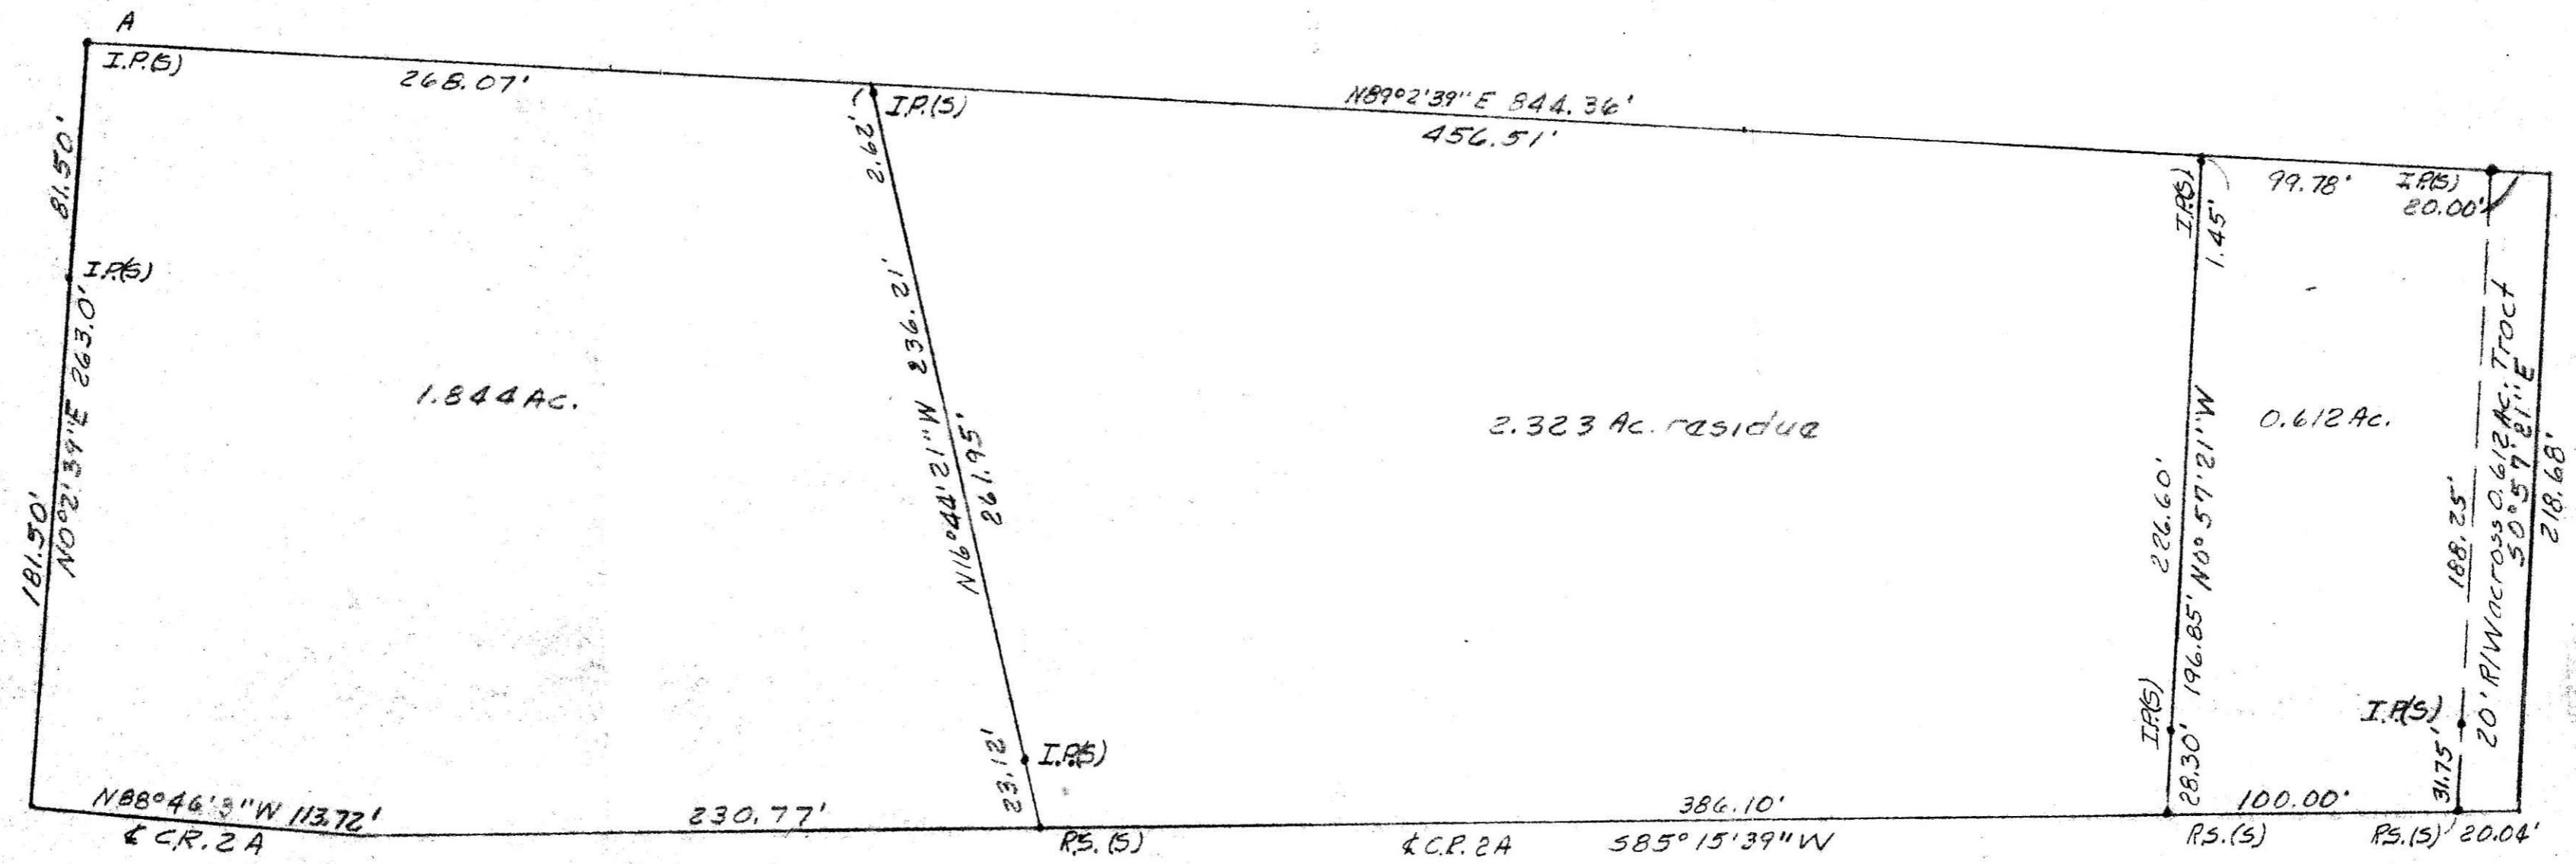 A
I.P.(S)
268.07'
I.P.(S)
N89°2'39"E 844.36'
456.51'
I.P.(S)
1.45'
99.78'
I.P.(S)
20.00'
81.50'
I.P.(S)
N0°2'39"E 263.0'
181.50'
1.844 Ac.
2.62'
236.21'
N16°44'21"W
261.95'
23.12'
I.P.(S)
2.323 Ac. residue
226.60'
196.85' N0°57'21"W
I.P.(S)
28.30'
0.612 Ac.
188.25'
I.P.(S)
31.75'
20' R/W across 0.612 Ac. Tract
S0°57'21"E
218.68'
N88°46'3"W 113.72'
℄ C.R. 2A
230.77'
R.S.(S)
386.10'
℄ C.R. 2A
S85°15'39"W
100.00'
R.S.(S)
R.S.(S)
20.04'